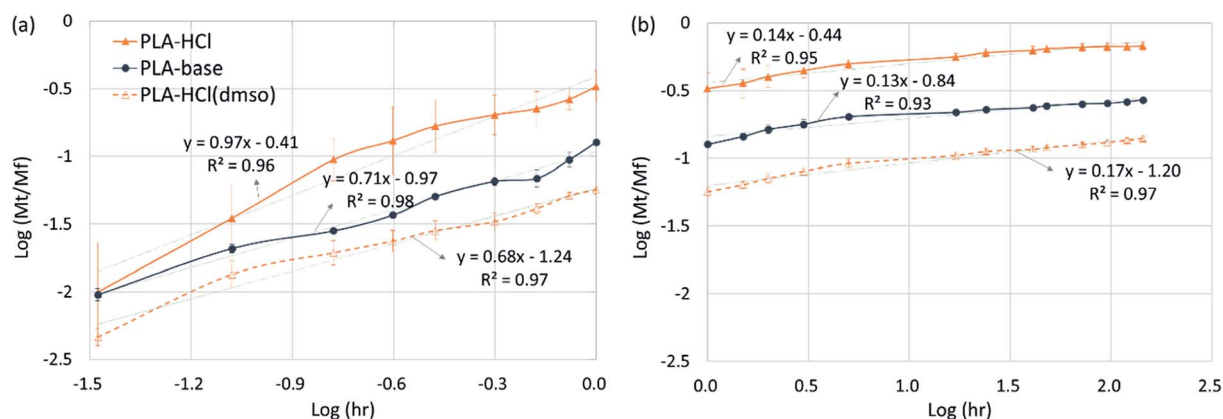 (a)
0
-0.5
-1
-1.5
-2
-2.5
Log (Mt/Mf)
PLA-HCl
PLA-base
PLA-HCl(dmso)
y = 0.97x - 0.41
R² = 0.96
y = 0.71x - 0.97
R² = 0.98
y = 0.68x - 1.24
R² = 0.97
-1.5 -1.2 -0.9 -0.6 -0.3 0.0
Log (hr)
(b)
0
-0.5
-1
-1.5
-2
-2.5
Log (Mt/Mf)
y = 0.14x - 0.44
R² = 0.95
y = 0.13x - 0.84
R² = 0.93
y = 0.17x - 1.20
R² = 0.97
0.0 0.5 1.0 1.5 2.0 2.5
Log (hr)